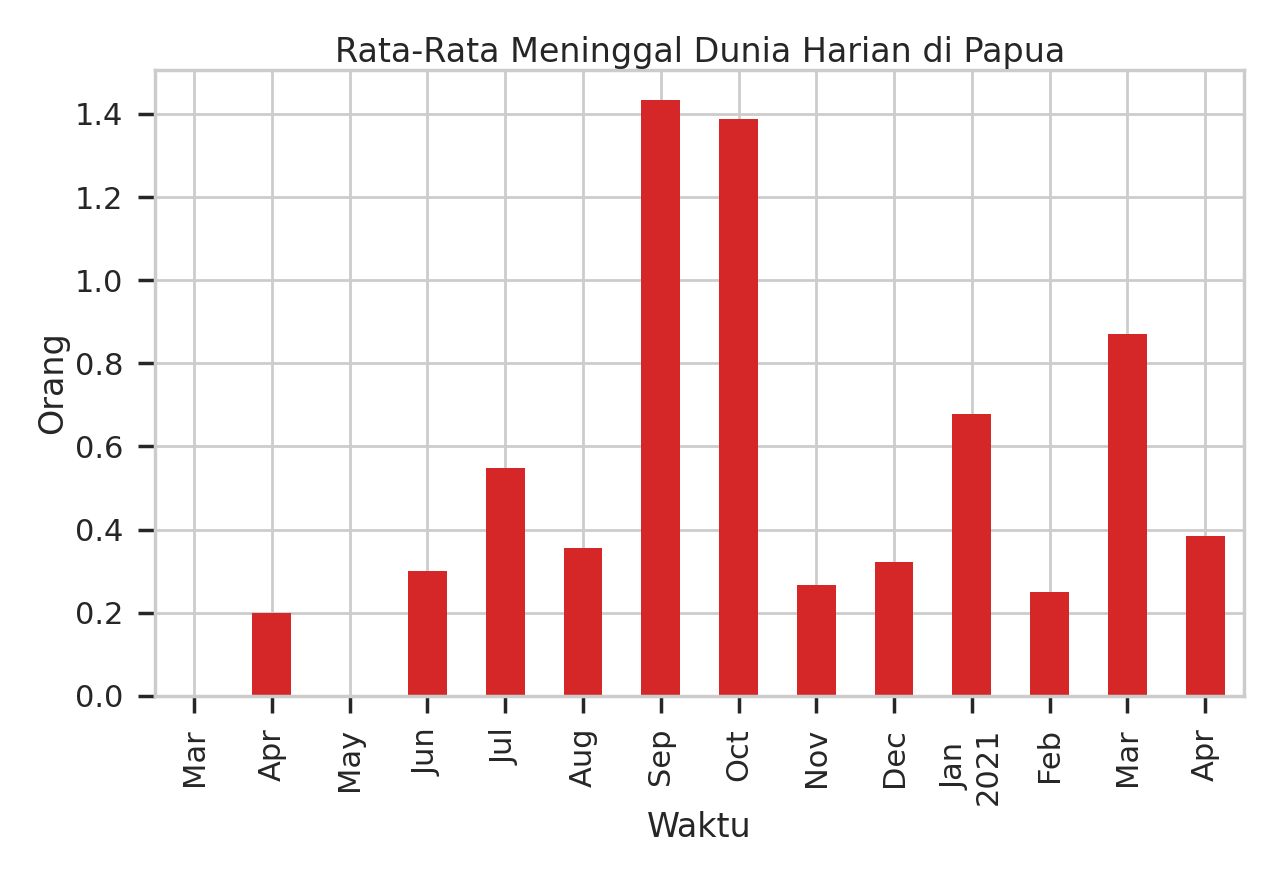 Rata-Rata Meninggal Dunia Harian di Papua
Orang
1.4
1.2
1.0
0.8
0.6
0.4
0.2
0.0
Mar
Apr
May
Jun
Jul
Aug
Sep
Oct
Nov
Dec
Jan
2021
Feb
Mar
Apr
Waktu